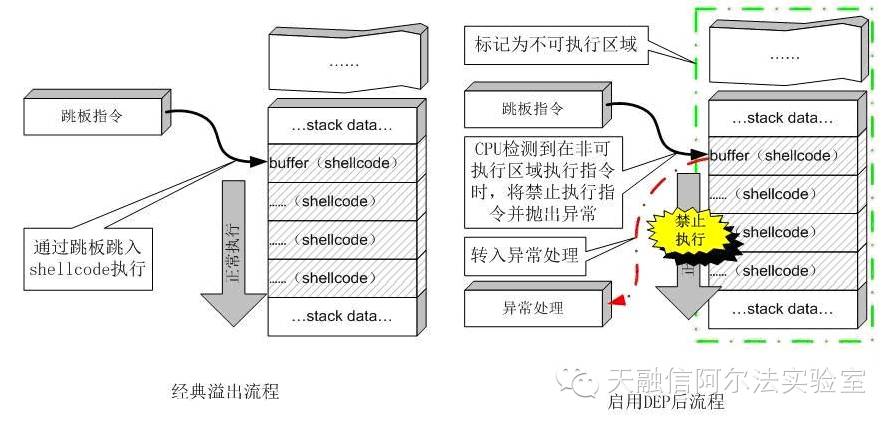 ……
跳板指令
…stack data…
buffer（shellcode）
……（shellcode）
……（shellcode）
……（shellcode）
…stack data…
通过跳板跳入
shellcode执行
正常执行
经典溢出流程
标记为不可执行区域
……
跳板指令
…stack data…
CPU检测到在非可
执行区域执行指令
时，将禁止执行指
令并抛出异常
buffer（shellcode）
……（shellcode）
……（shellcode）
……（shellcode）
…stack data…
禁止
执行
正
转入异常处理
异常处理
启用DEP后流程
天融信阿尔法实验室